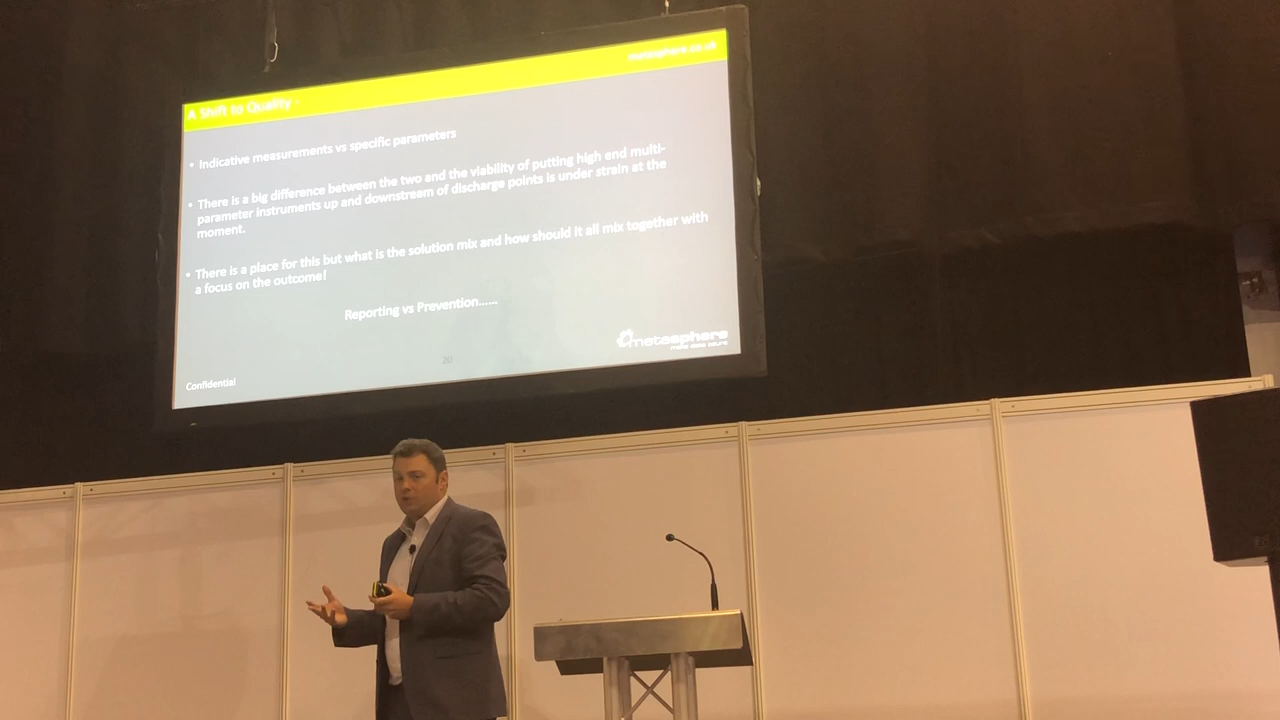 metasphere.co.uk
A Shift to Quality -
• Indicative measurements vs specific parameters
• There is a big difference between the two and the viability of putting high end multi-
parameter instruments up and downstream of discharge points is under strain at the
moment.
• There is a place for this but what is the solution mix and how should it all mix together with
a focus on the outcome!
Reporting vs Prevention......
metasphere
make data secure
20
Confidential